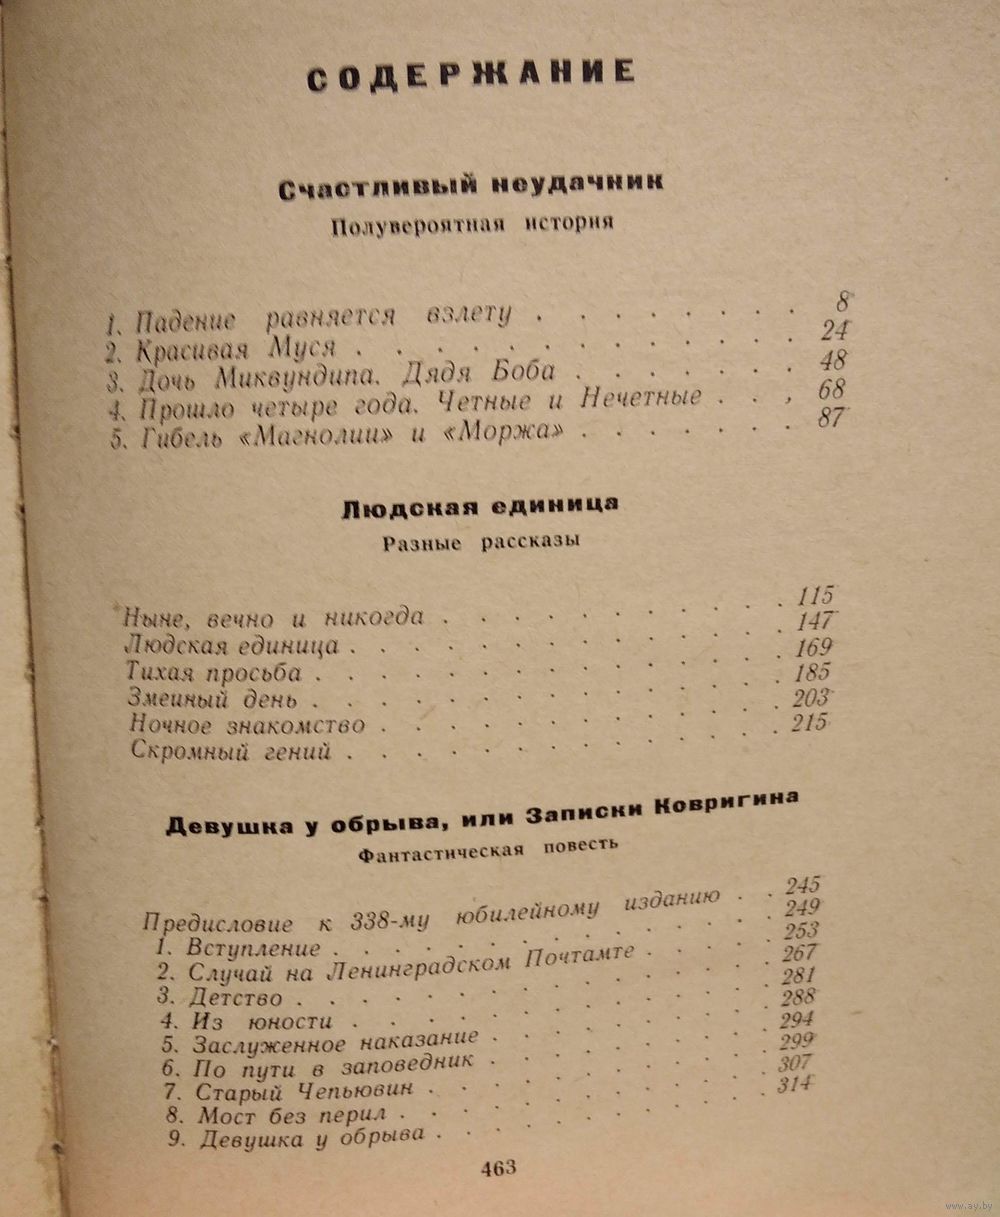 СОДЕРЖАНИЕ
Счастливый неудачник
Полувероятная история
1. Падение равняется взлету . . . . . . . . 8
2. Красивая Муся . . . . . . . . . . . . . 24
3. Дочь Миквундипа. Дядя Боба . . . . . . . 48
4. Прошло четыре года. Четные и Нечетные . . , 68
5. Гибель «Магнолии» и «Моржа» . . . . . . . 87
Людская единица
Разные рассказы
Ныне, вечно и никогда . . . . . . . . . . 115
Людская единица . . . . . . . . . . . . . 147
Тихая просьба . . . . . . . . . . . . . . 169
Змеиный день . . . . . . . . . . . . . . 185
Ночное знакомство . . . . . . . . . . . . 203
Скромный гений . . . . . . . . . . . . . 215
Девушка у обрыва, или Записки Ковригина
Фантастическая повесть
Предисловие к 338-му юбилейному изданию . . 245
1. Вступление . . . . . . . . . . . . . 249
2. Случай на Ленинградском Почтамте . . . . . 253
3. Детство . . . . . . . . . . . . . . 267
4. Из юности . . . . . . . . . . . . . 281
5. Заслуженное наказание . . . . . . . . . 288
6. По пути в заповедник . . . . . . . . . 294
7. Старый Чепьювин . . . . . . . . . . . 299
8. Мост без перил . . . . . . . . . . . . 307
9. Девушка у обрыва . . . . . . . . . . . 314
463
www.ay.by